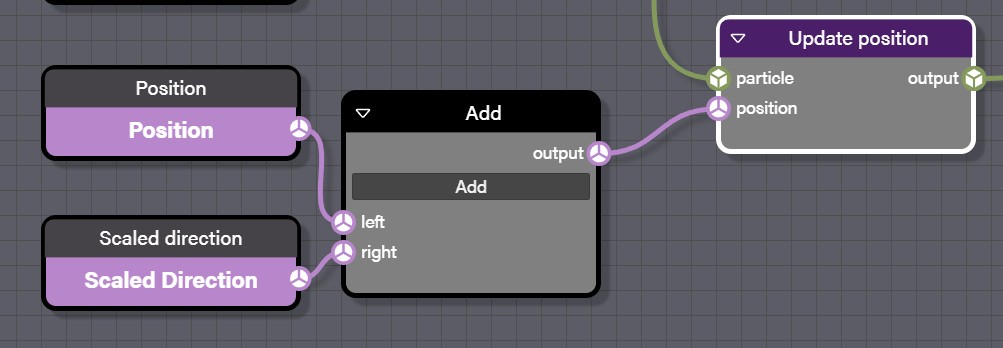 Position
Position
Scaled direction
Scaled Direction
Add
output
Add
left
right
Update position
particle output
position